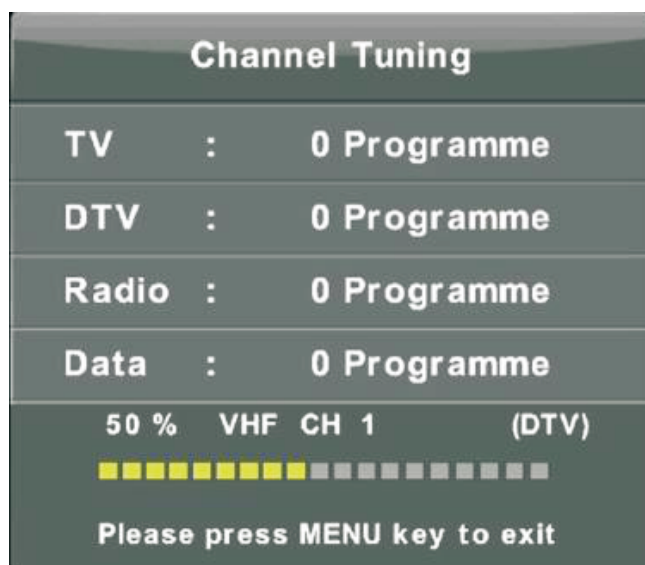 Channel Tuning
TV : 0 Programme
DTV : 0 Programme
Radio : 0 Programme
Data : 0 Programme
50 % VHF CH 1 (DTV)
Please press MENU key to exit